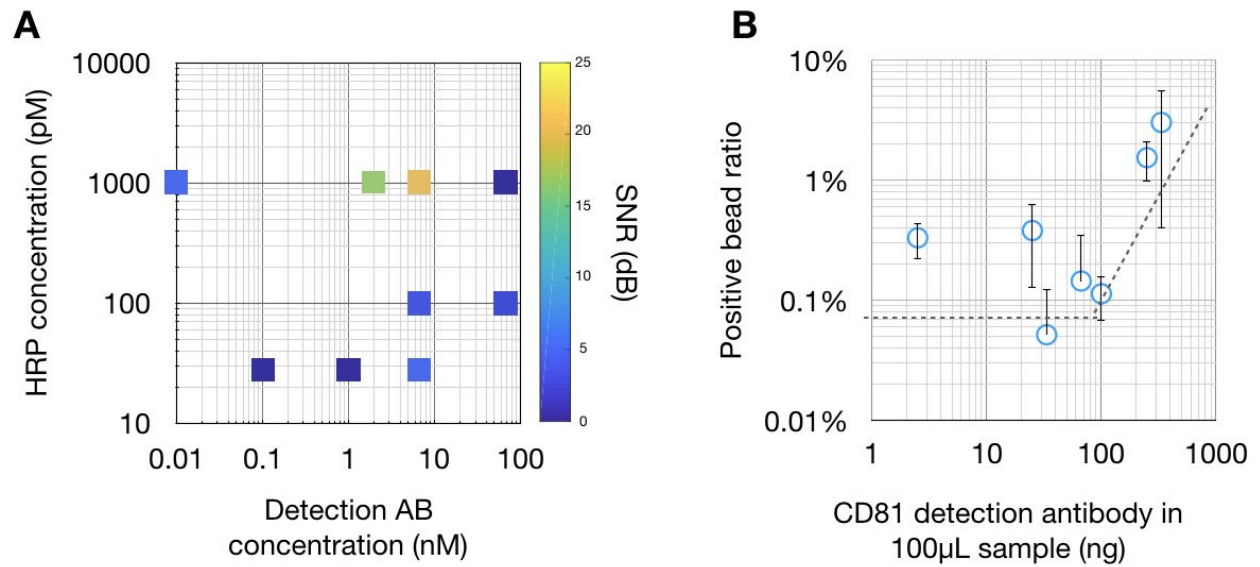 A
B
HRP concentration (pM)
10000
1000
100
10
0.01
0.1
1
10
100
Detection AB
concentration (nM)
25
20
15
10
5
0
SNR (dB)
Positive bead ratio
10%
1%
0.1%
0.01%
1
10
100
1000
CD81 detection antibody in
100µL sample (ng)